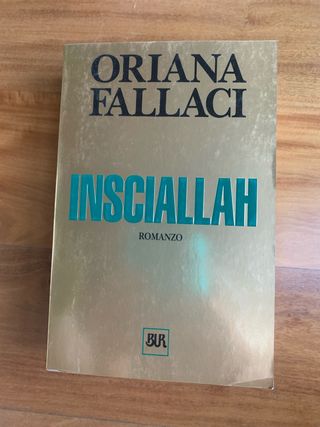 ORIANA
FALLACI
INSCIALLAH
ROMANZO
BUR